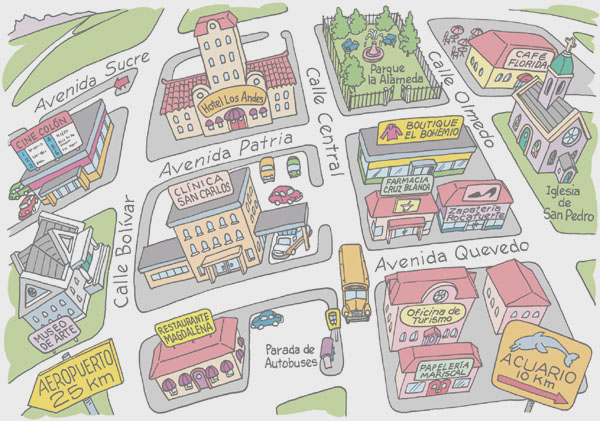 Avenida Sucre
CINE COLÓN
Hotel Los Andes
Calle Central
Parque
la Alameda
Calle Olmedo
CAFÉ
FLORIDA
Avenida Patria
BOUTIQUE
EL BOHEMIO
CLÍNICA
SAN CARLOS
FARMACIA
CRUZ BLANCA
Zapatería
Rocafuerte
Iglesia
de San Pedro
Calle Bolívar
Avenida Quevedo
MUSEO
DE ARTE
RESTAURANTE
MAGDALENA
Parada de
Autobuses
Oficina de
Turismo
PAPELERÍA
MARISCAL
AEROPUERTO
25 km
ACUARIO
10 Km